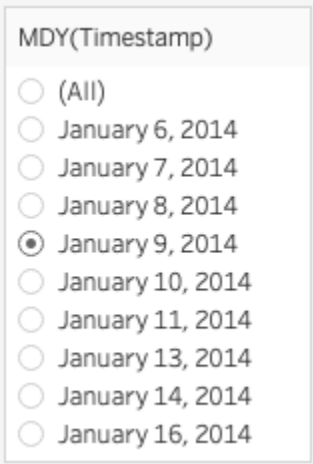 MDY(Timestamp)
(All)
January 6, 2014
January 7, 2014
January 8, 2014
January 9, 2014
January 10, 2014
January 11, 2014
January 13, 2014
January 14, 2014
January 16, 2014